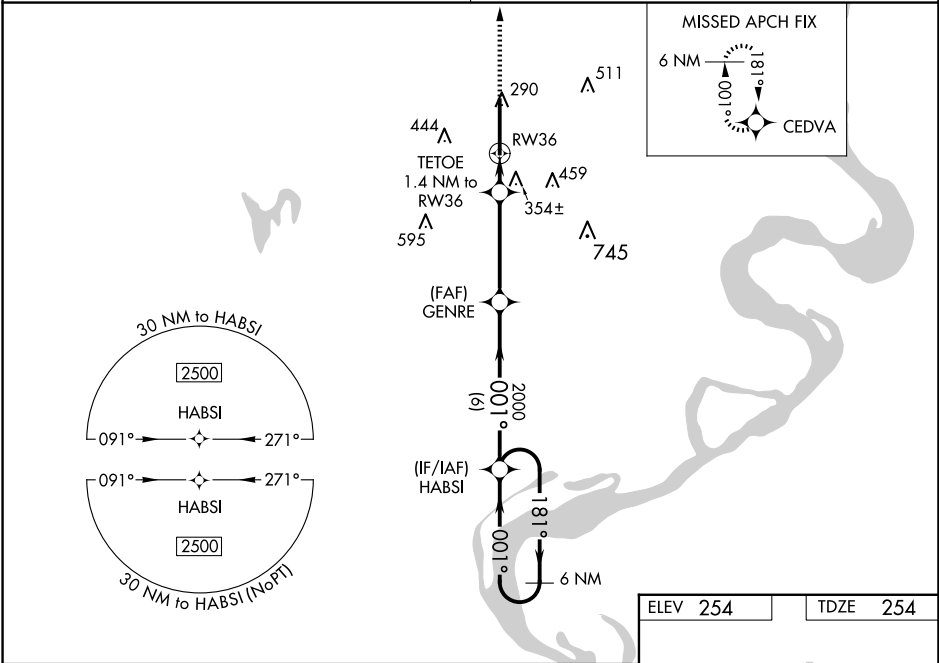 MISSED APCH FIX
6 NM
181°
001°
CEDVA
511
290
444
RW36
TETOE
1.4 NM to
RW36
459
354±
595
745
(FAF)
GENRE
30 NM to HABSI
2500
HABSI
091°
271°
2000
001°
(6)
091°
271°
HABSI
2500
30 NM to HABSI (NoPT)
(IF/IAF)
HABSI
181°
001°
6 NM
ELEV 254
TDZE 254